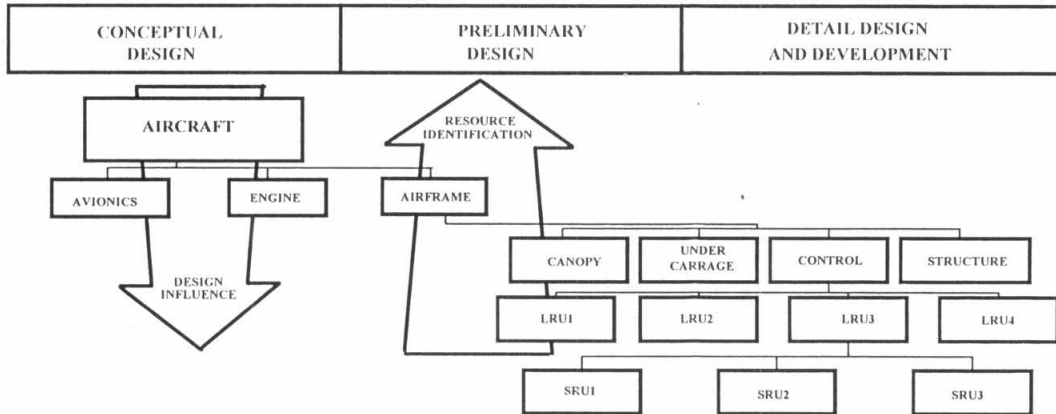 CONCEPTUAL
DESIGN
PRELIMINARY
DESIGN
DETAIL DESIGN
AND DEVELOPMENT
AIRCRAFT
RESOURCE
IDENTIFICATION
AVIONICS
ENGINE
AIRFRAME
CANOPY
UNDER
CARRAGE
CONTROL
STRUCTURE
DESIGN
INFLUENCE
LRU1
LRU2
LRU3
LRU4
SRU1
SRU2
SRU3